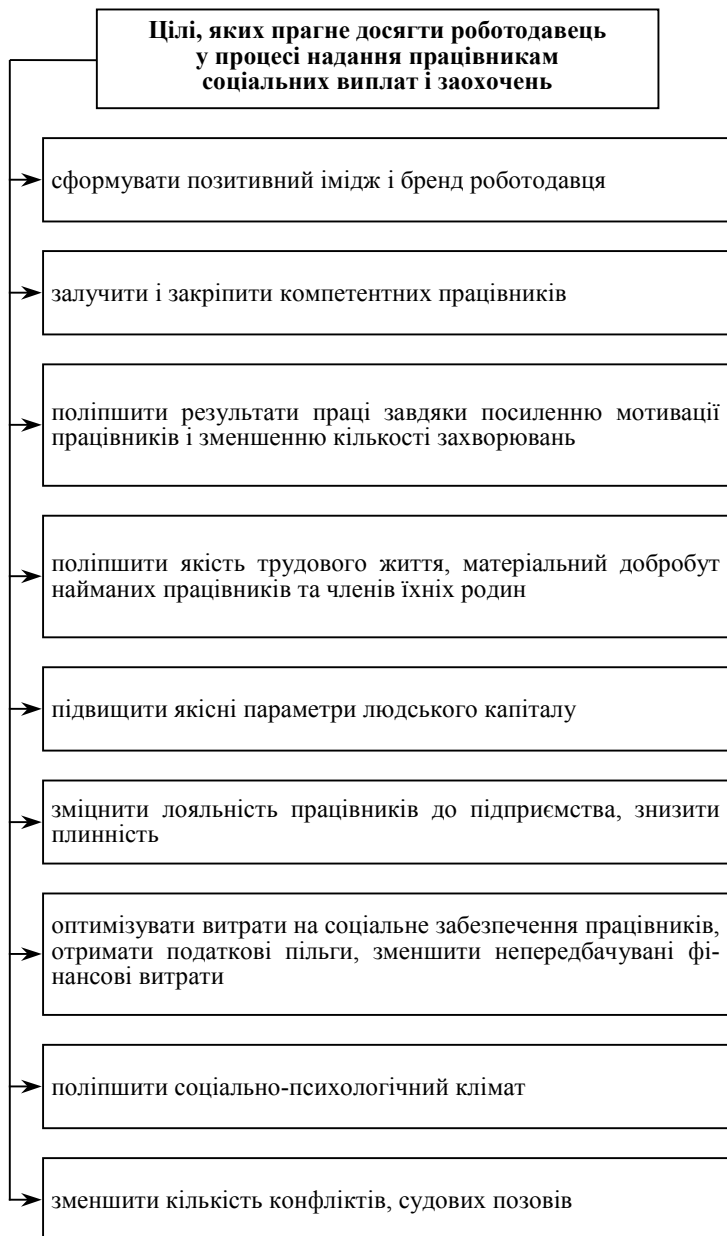 Цілі, яких прагне досягти роботодавець
у процесі надання працівникам
соціальних виплат і заохочень
сформувати позитивний імідж і бренд роботодавця
залучити і закріпити компетентних працівників
поліпшити результати праці завдяки посиленню мотивації
працівників і зменшенню кількості захворювань
поліпшити якість трудового життя, матеріальний добробут
найманих працівників та членів їхніх родин
підвищити якісні параметри людського капіталу
зміцнити лояльність працівників до підприємства, знизити
плинність
оптимізувати витрати на соціальне забезпечення працівників,
отримати податкові пільги, зменшити непередбачувані фі-
нансові витрати
поліпшити соціально-психологічний клімат
зменшити кількість конфліктів, судових позовів